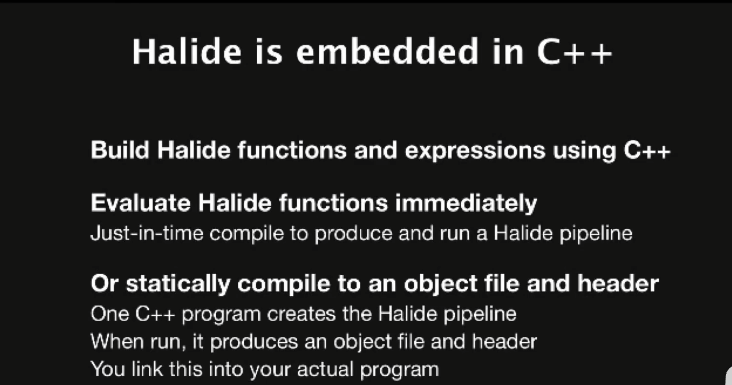 Halide is embedded in C++
Build Halide functions and expressions using C++
Evaluate Halide functions immediately
Just-in-time compile to produce and run a Halide pipeline
Or statically compile to an object file and header
One C++ program creates the Halide pipeline
When run, it produces an object file and header
You link this into your actual program